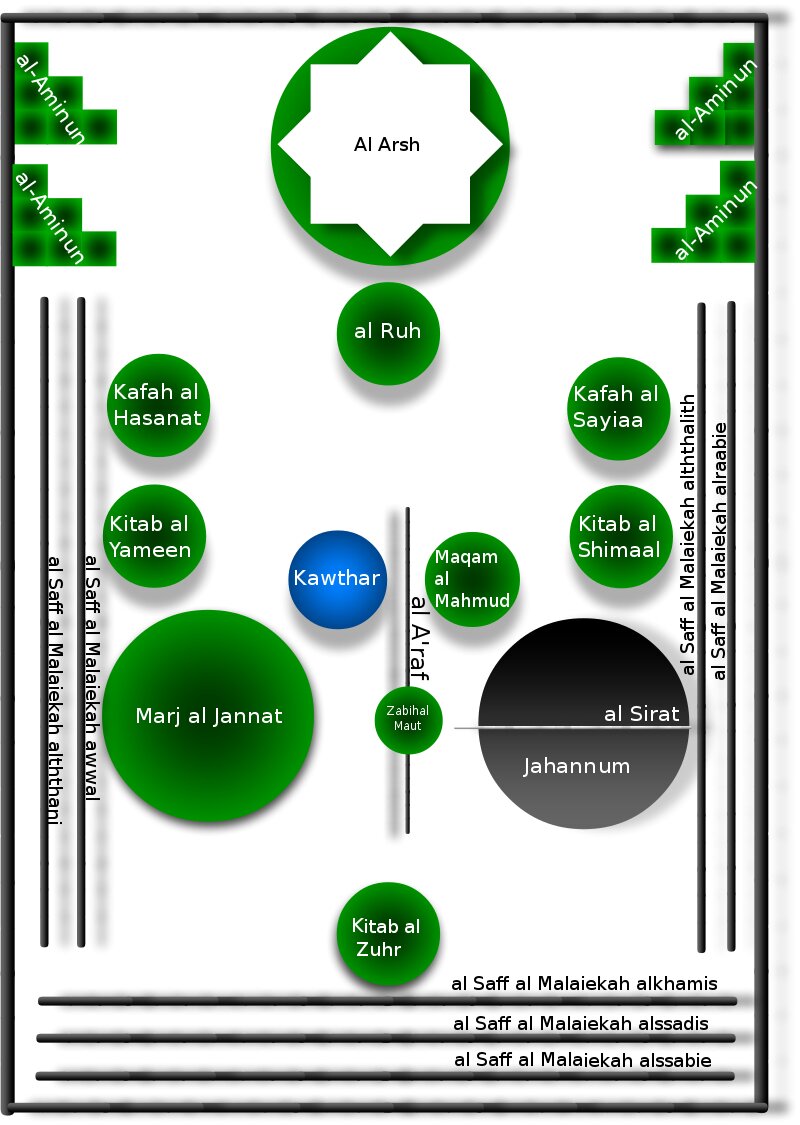 al-Aminun
al-Aminun
Al Arsh
al-Aminun
al-Aminun
al Ruh
Kafah al
Hasanat
Kafah al
Sayiaa
Kitab al
Yameen
Kawthar
Maqam
al
Mahmud
Kitab al
Shimaal
al Saff al Malaiekah alththani
al Saff al Malaiekah awwal
al A'raf
al Saff al Malaiekah alththalith
al Saff al Malaiekah alraabie
Marj al Jannat
Zabihal
Maut
al Sirat
Jahannum
Kitab al
Zuhr
al Saff al Malaiekah alkhamis
al Saff al Malaiekah alssadis
al Saff al Malaiekah alssabie